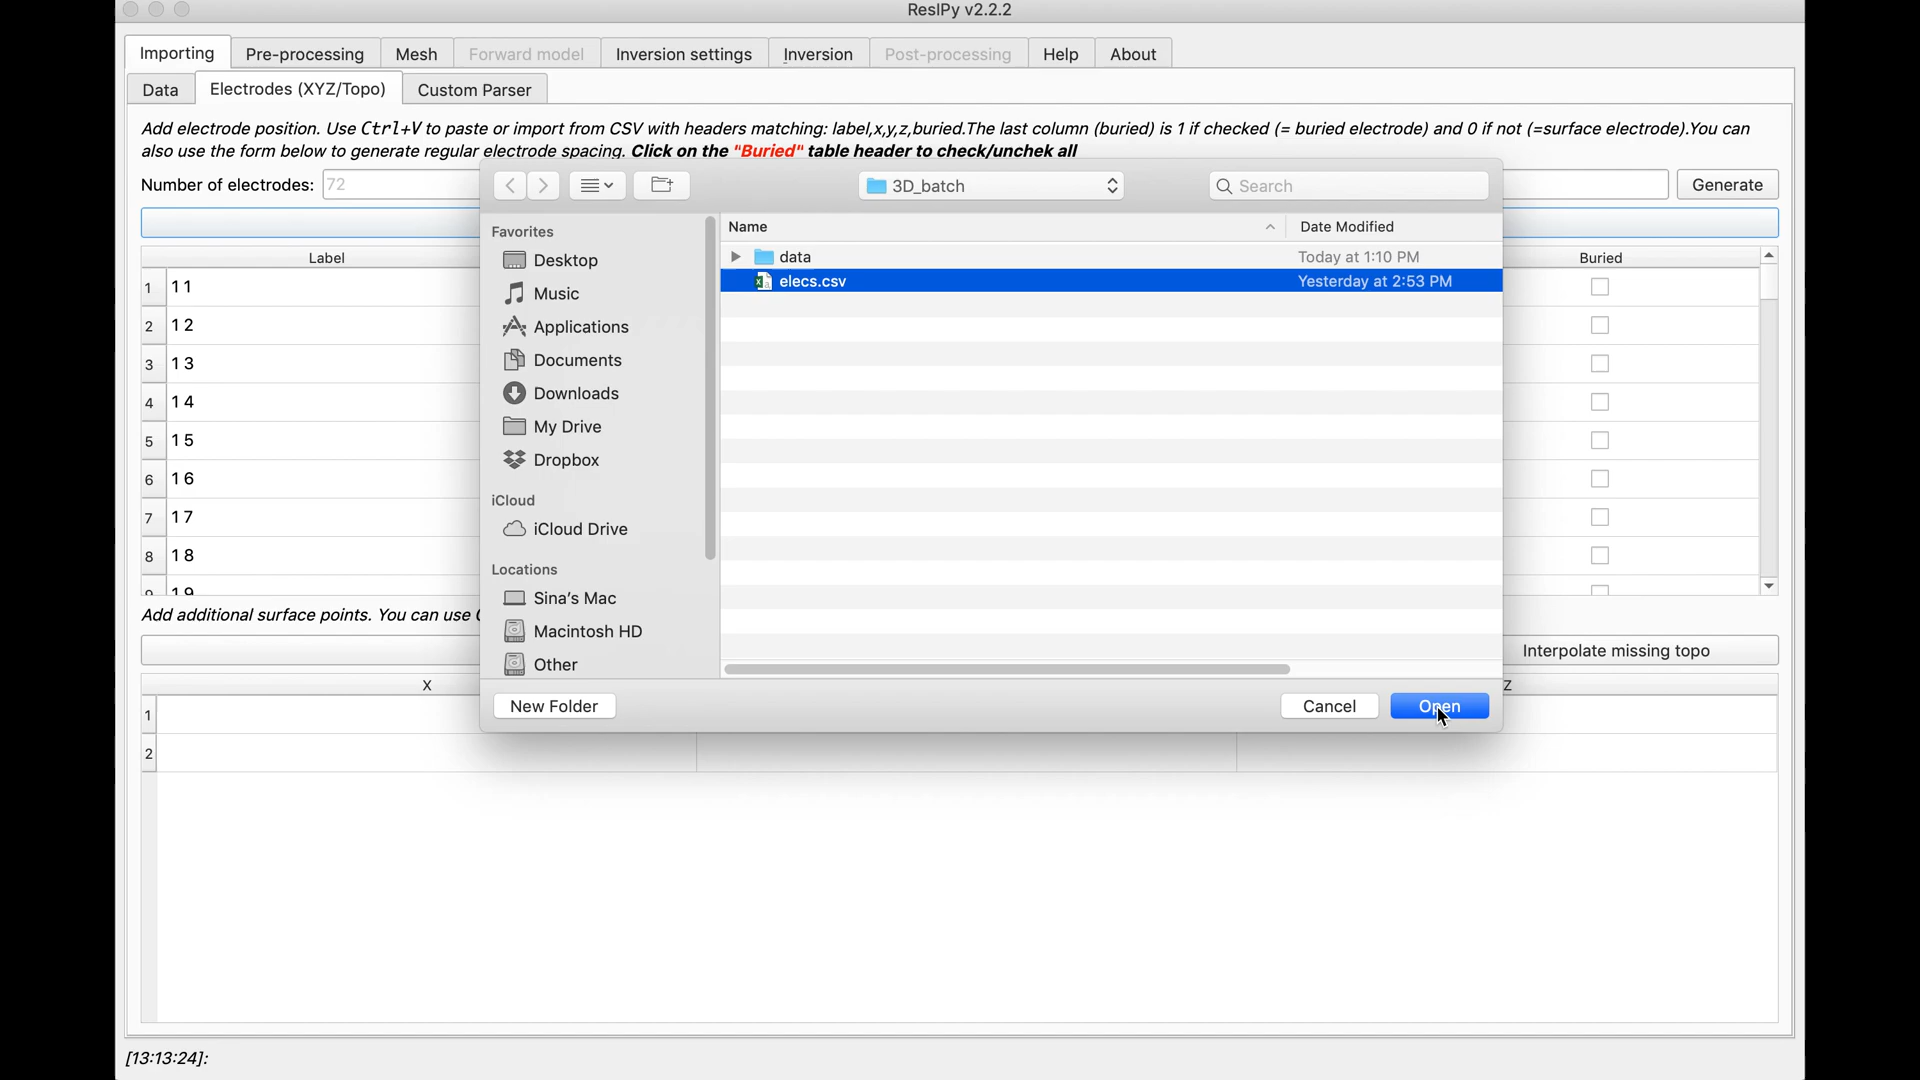 ResIPy v2.2.2
Importing Pre-processing Mesh Forward model Inversion settings Inversion Post-processing Help About
Data Electrodes (XYZ/Topo) Custom Parser
Add electrode position. Use Ctrl+V to paste or import from CSV with headers matching: label,x,y,z,buried.The last column (buried) is 1 if checked (= buried electrode) and 0 if not (=surface electrode).You can
also use the form below to generate regular electrode spacing. Click on the "Buried" table header to check/unchek all
Number of electrodes: 72 Generate
3D_batch Search
Favorites
Desktop
Music
Applications
Documents
Downloads
My Drive
Dropbox
iCloud
iCloud Drive
Locations
Sina's Mac
Macintosh HD
Other
Name Date Modified
data Today at 1:10 PM
elecs.csv Yesterday at 2:53 PM
New Folder Cancel Open
Label Buried
1 1 1
2 1 2
3 1 3
4 1 4
5 1 5
6 1 6
7 1 7
8 1 8
9 1 9
Add additional surface points. You can use
Interpolate missing topo
X Z
1
2
[13:13:24]: